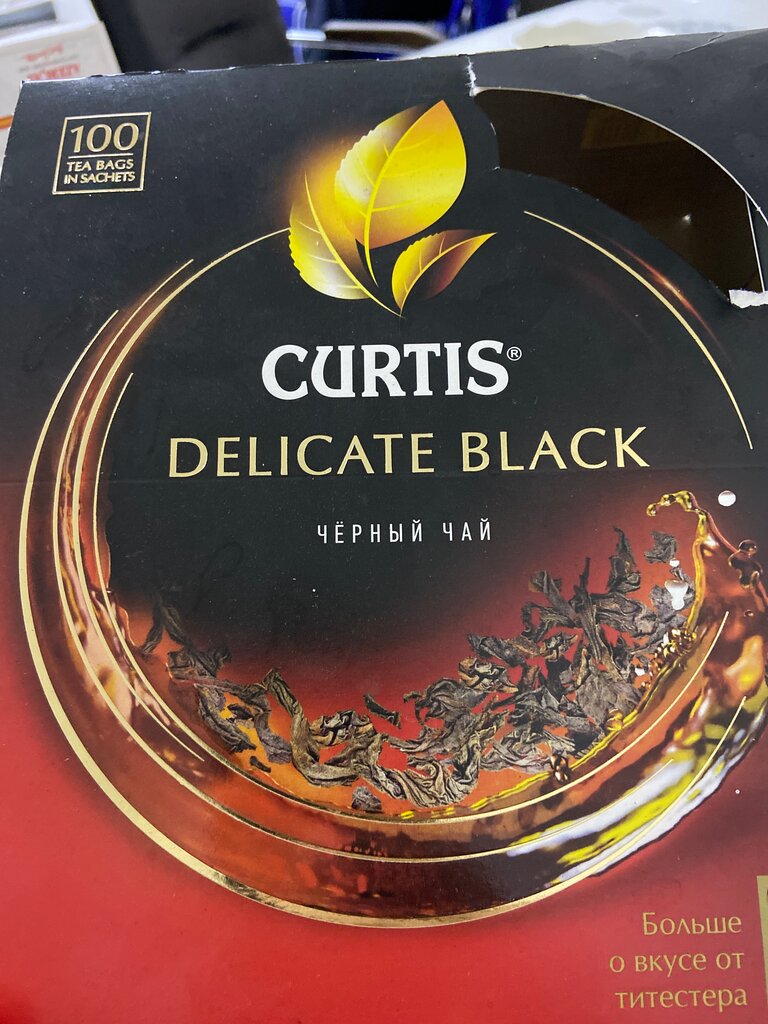 100
TEA BAGS
IN SACHETS
CURTIS®
DELICATE BLACK
ЧЁРНЫЙ ЧАЙ
Больше
о вкусе от
титестера